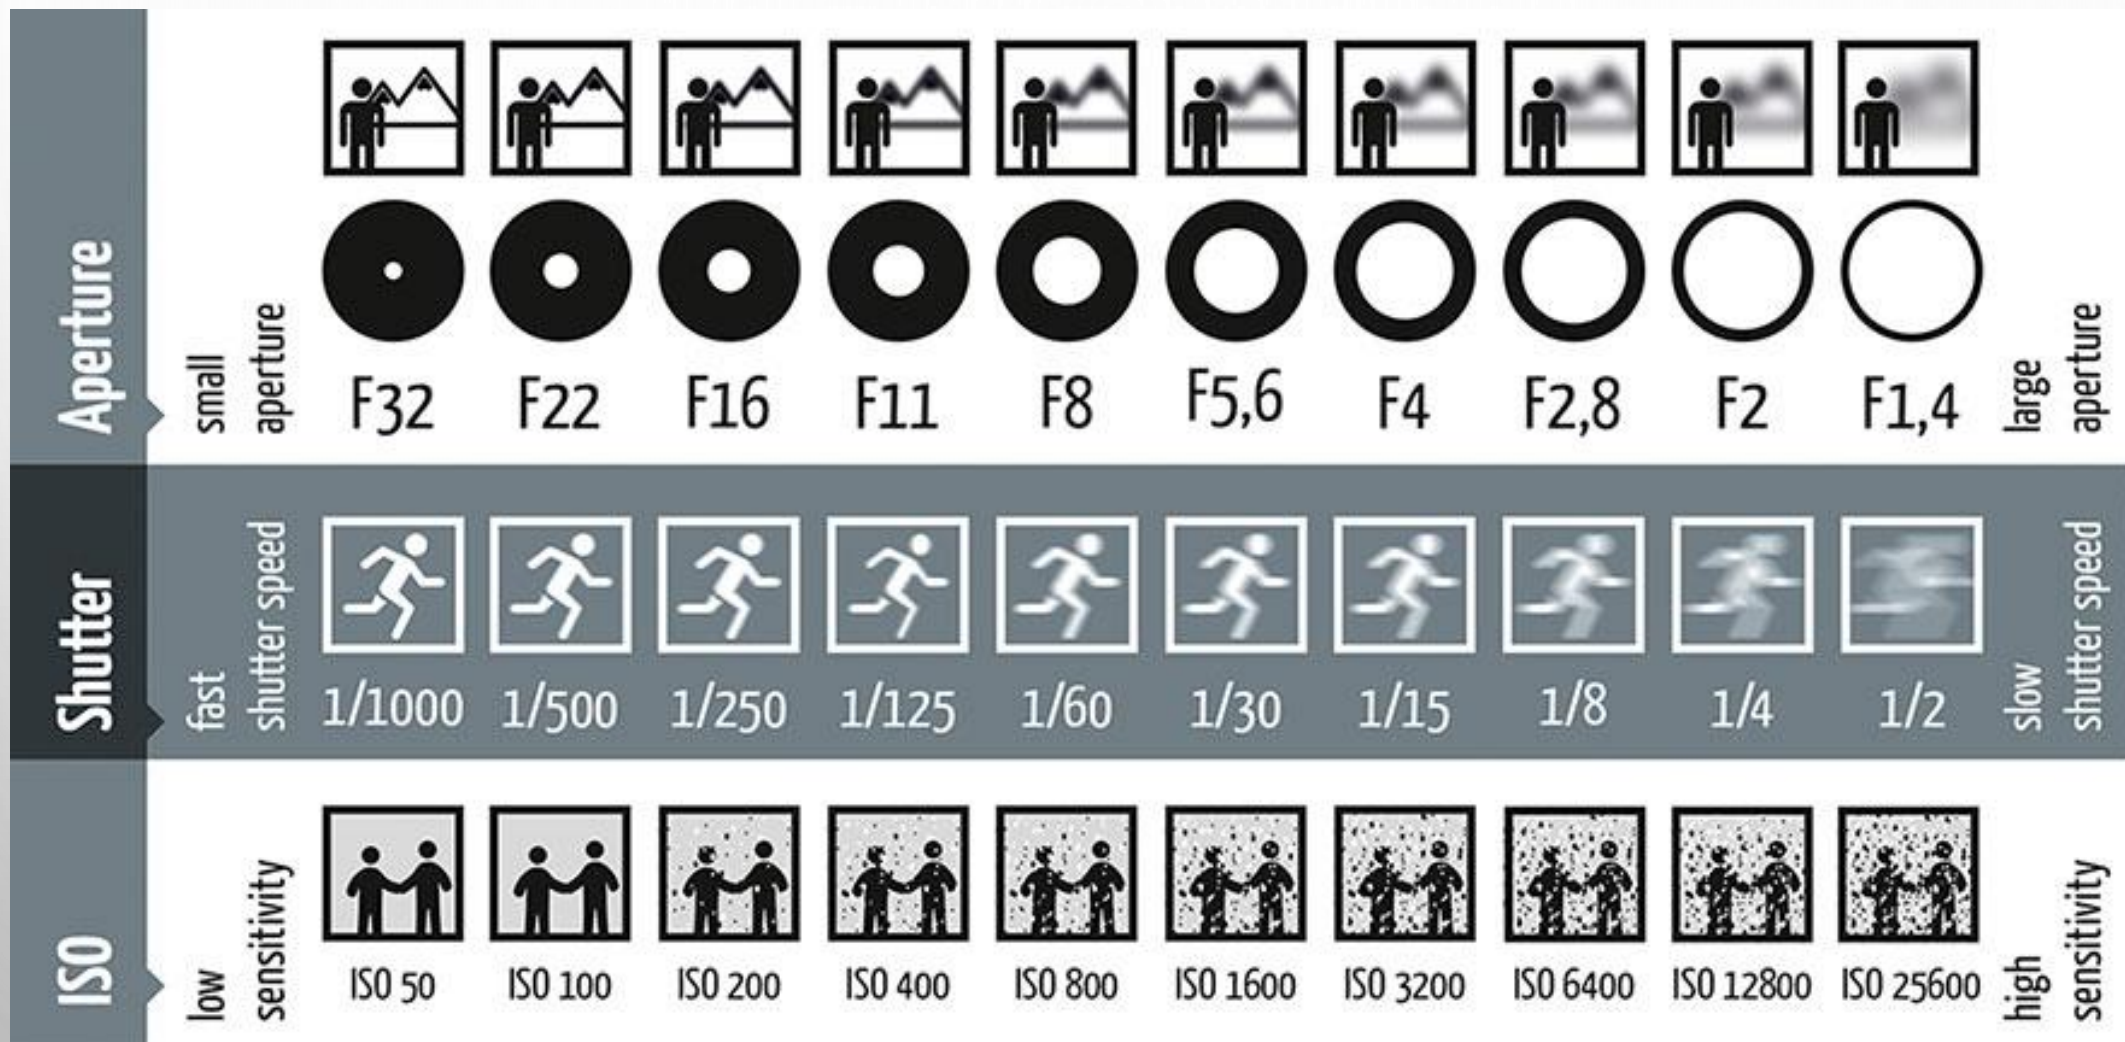 Aperture
small
aperture
F32 F22 F16 F11 F8 F5,6 F4 F2,8 F2 F1,4
large
aperture
Shutter
fast
shutter speed
1/1000 1/500 1/250 1/125 1/60 1/30 1/15 1/8 1/4 1/2
slow
shutter speed
ISO
low
sensitivity
ISO 50 ISO 100 ISO 200 ISO 400 ISO 800 ISO 1600 ISO 3200 ISO 6400 ISO 12800 ISO 25600
high
sensitivity